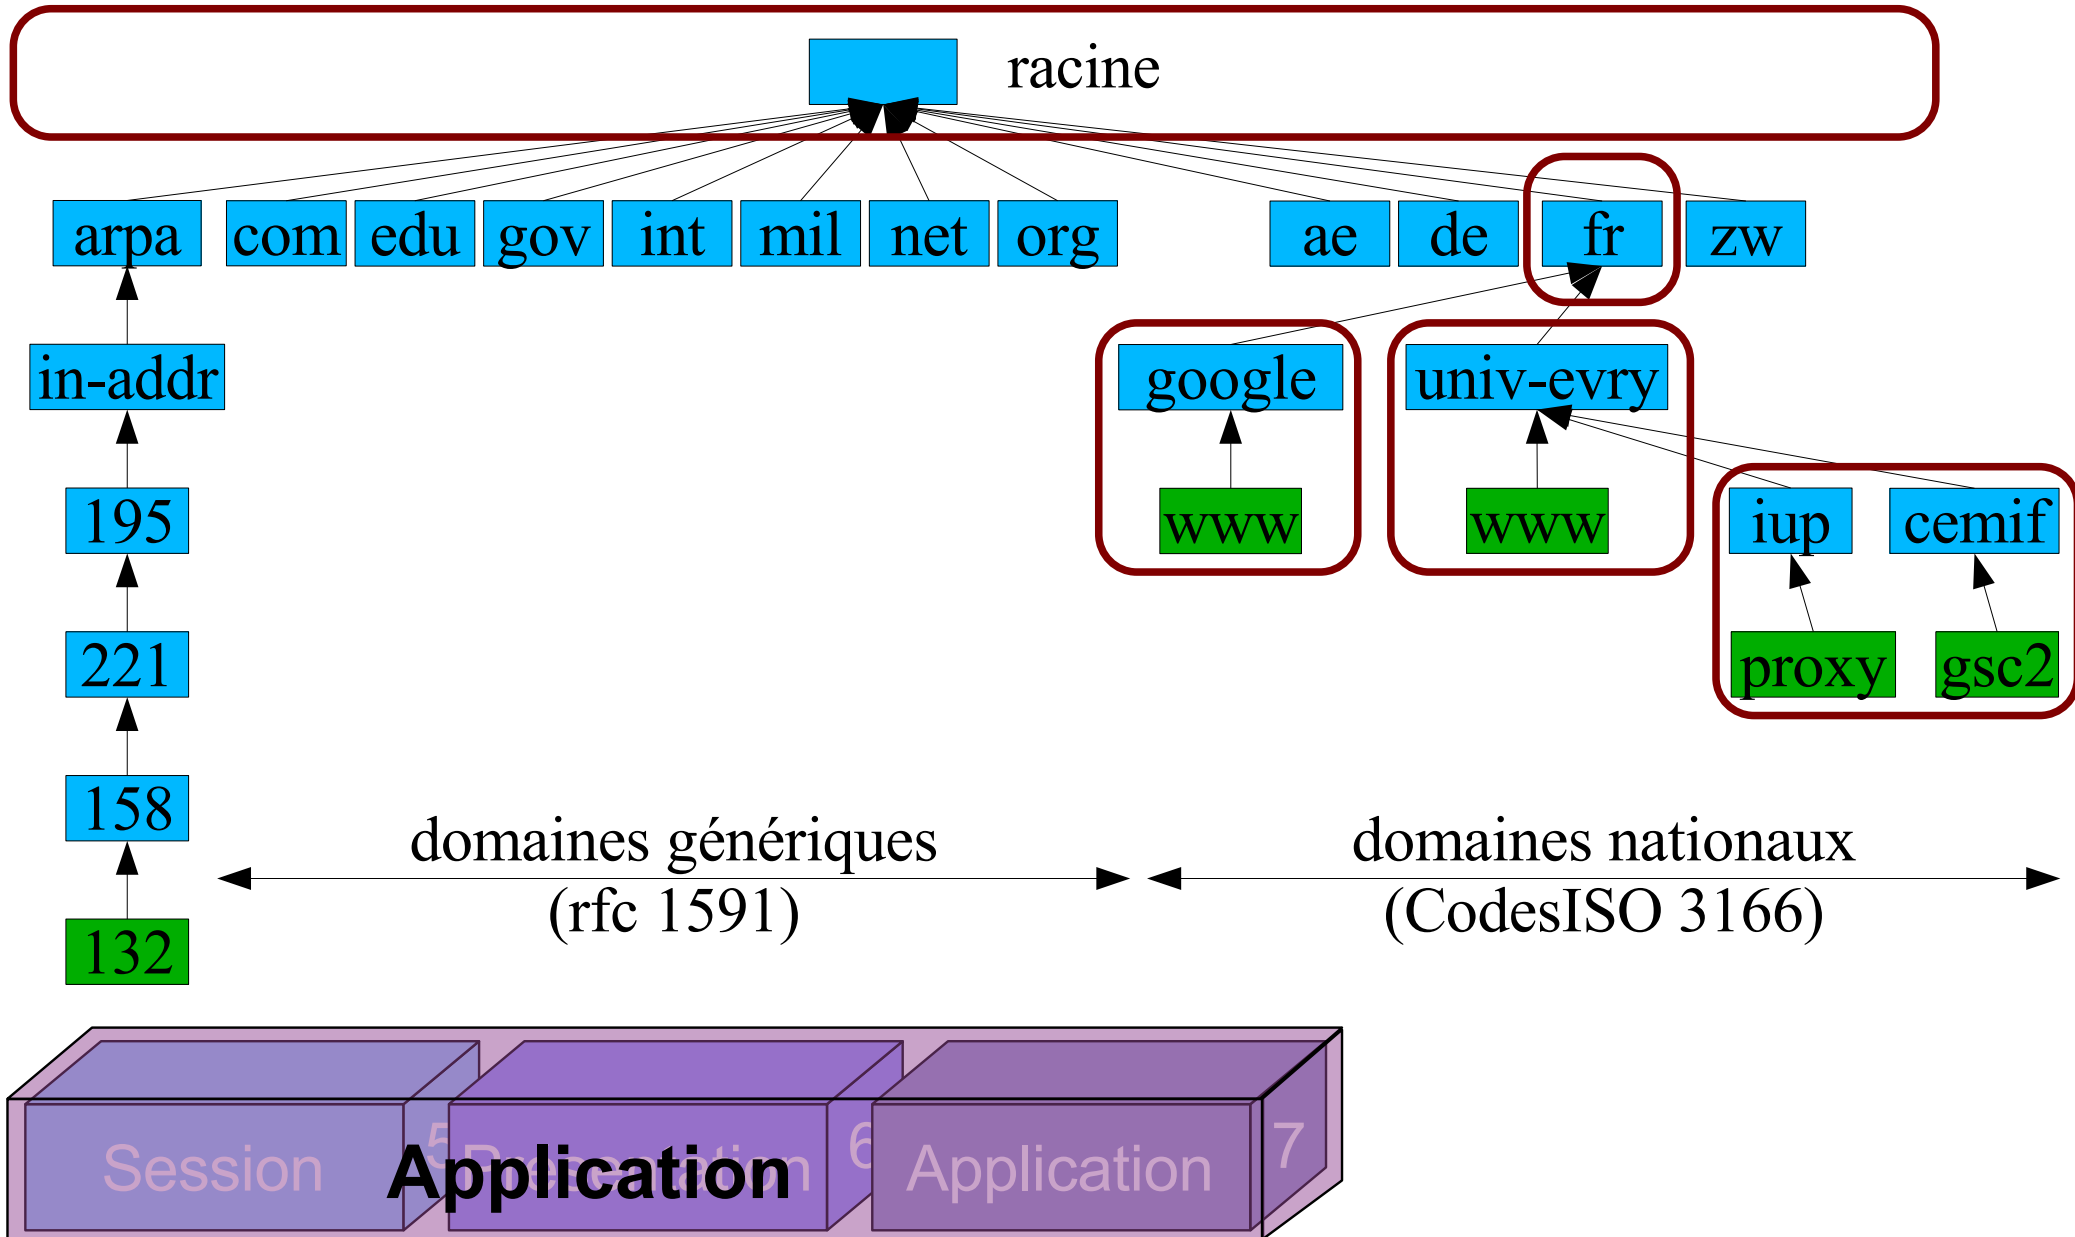 racine
arpa com edu gov int mil net org ae de fr zw
in-addr google univ-evry
195 www www iup cemif
221 proxy gsc2
158
domaines génériques domaines nationaux
(rfc 1591) (CodesISO 3166)
132
Session 5 Presentation 6 Application 7
Application